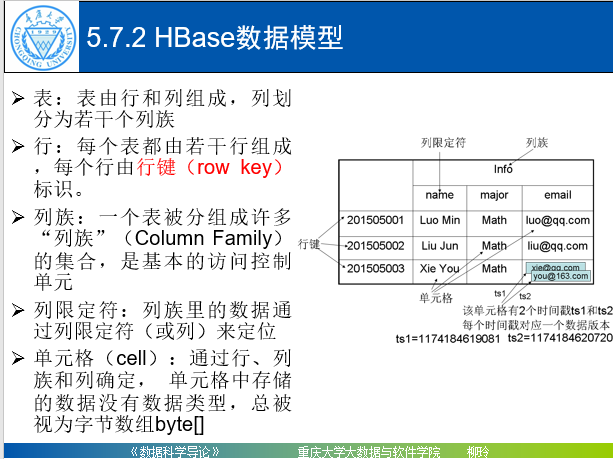 CHONGQING UNIVERSITY
1929
5.7.2 HBase数据模型
➢ 表：表由行和列组成，列划
分为若干个列族
➢ 行：每个表都由若干行组成
，每个行由行键（row key）
标识。
➢ 列族：一个表被分组成许多
“列族”（Column Family）
的集合，是基本的访问控制
单元
➢ 列限定符：列族里的数据通
过列限定符（或列）来定位
➢ 单元格（cell）：通过行、列
族和列确定， 单元格中存储
的数据没有数据类型，总被
视为字节数组byte[]
列限定符 列族
Info
name major email
201505001 Luo Min Math luo@qq.com
行键
201505002 Liu Jun Math liu@qq.com
201505003 Xie You Math xie@qq.com
you@163.com
单元格 ts1 ts2
该单元格有2个时间戳ts1和ts2
每个时间戳对应一个数据版本
ts1=1174184619081 ts2=1174184620720
《数据科学导论》 重庆大学大数据与软件学院 柳玲